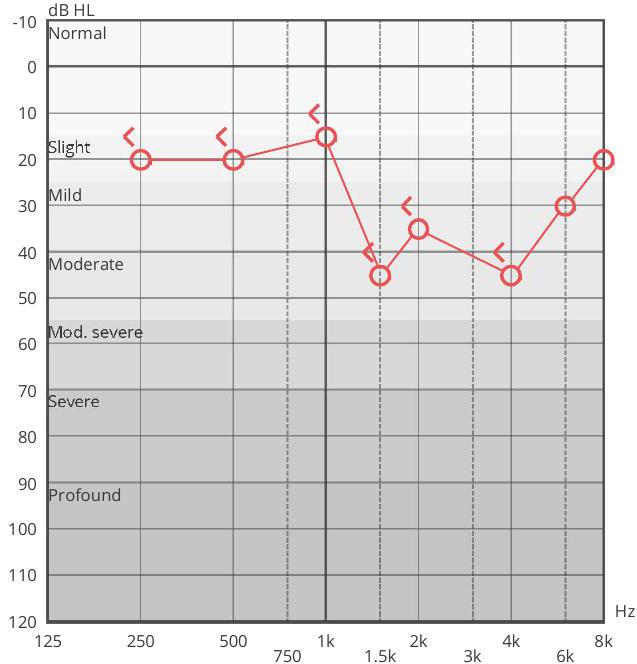 dB HL
-10
Normal
0
10
Slight
20
Mild
30
40
Moderate
50
Mod. severe
60
70
Severe
80
90
Profound
100
110
120
Hz
125 250 500 1k 2k 4k 8k
750 1.5k 3k 6k